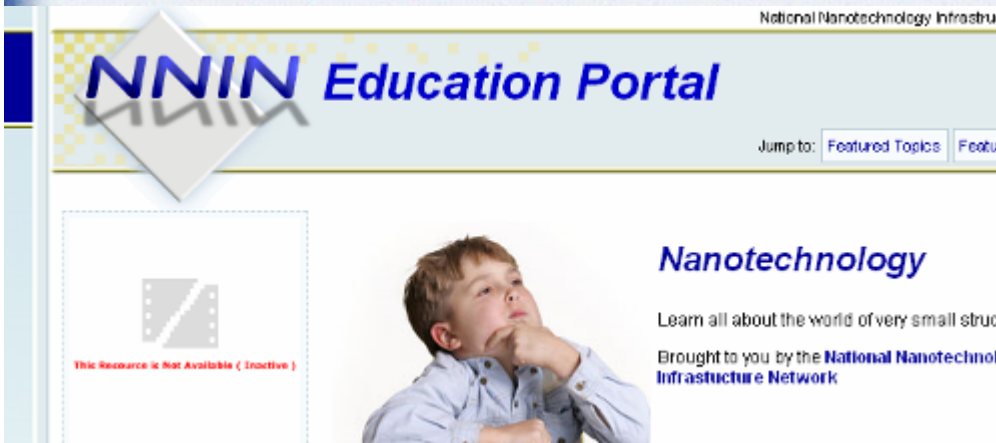 National Nanotechnology Infrastru
NNIN Education Portal
Jump to: Featured Topics Featu
This Resource is Not Available ( Inactive )
Nanotechnology
Learn all about the world of very small struc
Brought to you by the National Nanotechnol
Infrastucture Network